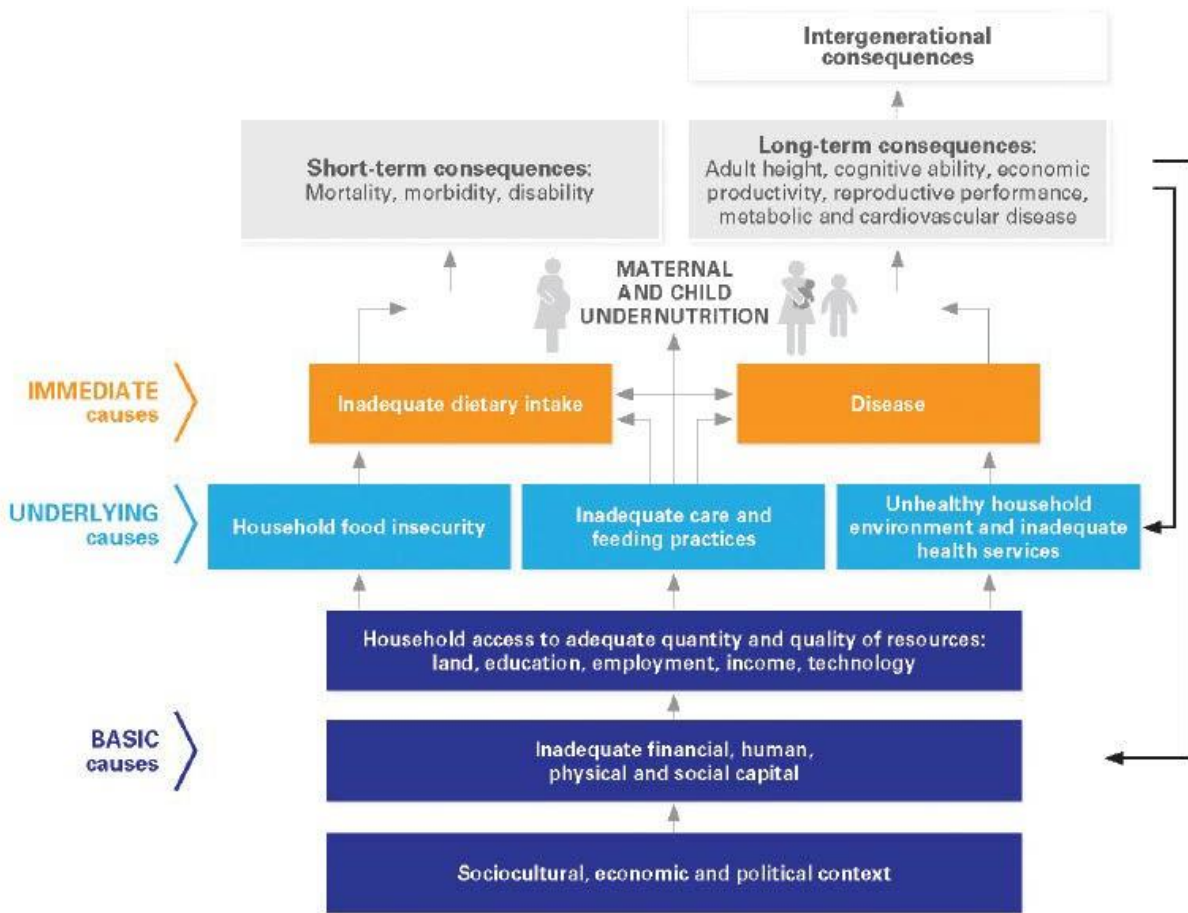 Intergenerational
consequences
Short-term consequences:
Mortality, morbidity, disability
Long-term consequences:
Adult height, cognitive ability, economic
productivity, reproductive performance,
metabolic and cardiovascular disease
MATERNAL
AND CHILD
UNDERNUTRITION
IMMEDIATE
causes
Inadequate dietary intake
Disease
UNDERLYING
causes
Household food insecurity
Inadequate care and
feeding practices
Unhealthy household
environment and inadequate
health services
Household access to adequate quantity and quality of resources:
land, education, employment, income, technology
BASIC
causes
Inadequate financial, human,
physical and social capital
Sociocultural, economic and political context